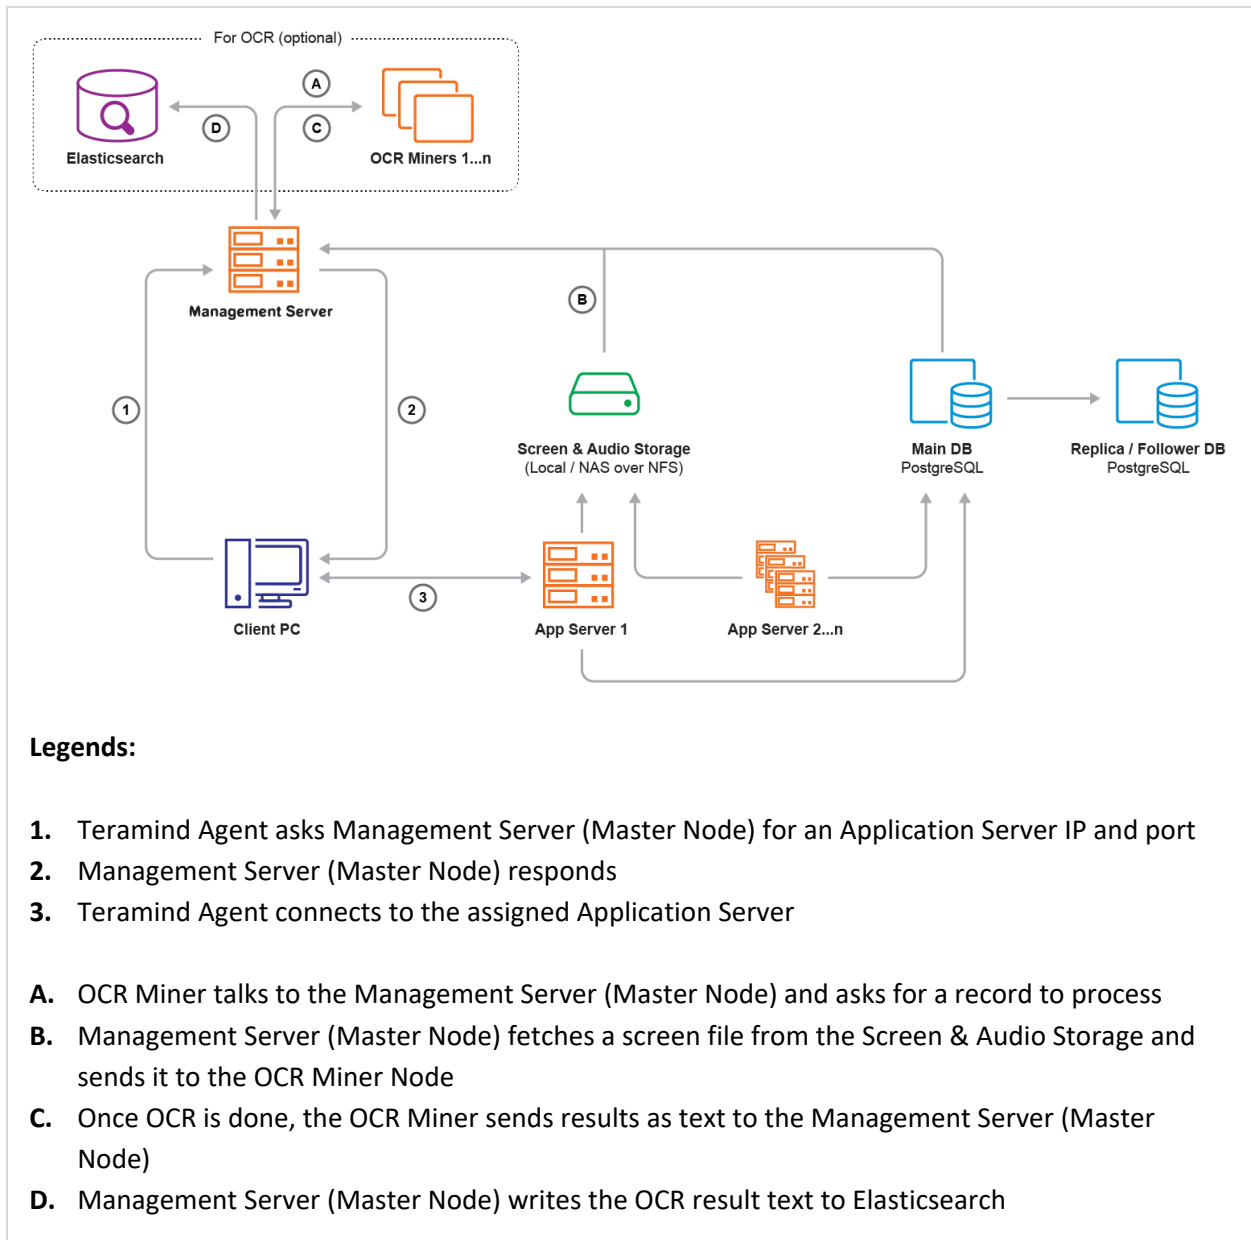 For OCR (optional)
A
D
C
Elasticsearch
OCR Miners 1...n
Management Server
B
1
2
Screen & Audio Storage
(Local / NAS over NFS)
Main DB
PostgreSQL
Replica / Follower DB
PostgreSQL
3
Client PC
App Server 1
App Server 2...n
Legends:
1. Teramind Agent asks Management Server (Master Node) for an Application Server IP and port
2. Management Server (Master Node) responds
3. Teramind Agent connects to the assigned Application Server
A. OCR Miner talks to the Management Server (Master Node) and asks for a record to process
B. Management Server (Master Node) fetches a screen file from the Screen & Audio Storage and
sends it to the OCR Miner Node
C. Once OCR is done, the OCR Miner sends results as text to the Management Server (Master
Node)
D. Management Server (Master Node) writes the OCR result text to Elasticsearch